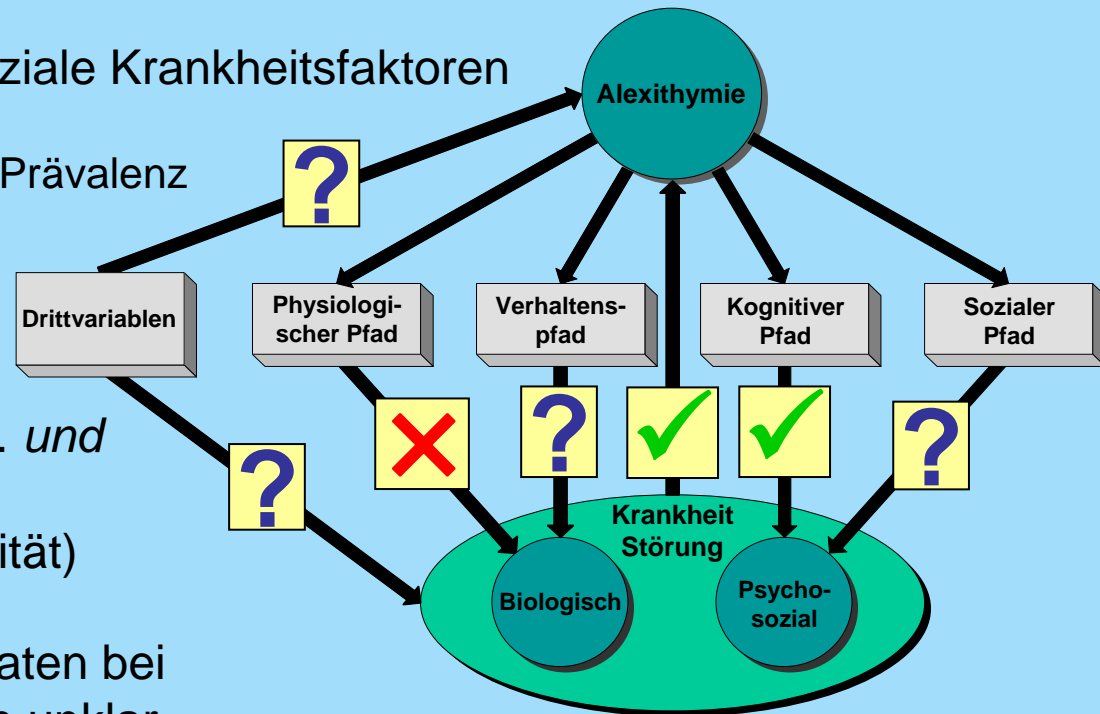 ziale Krankheitsfaktoren
Prävalenz
. und
ität)
aten bei
unklar
Alexithymie
?
Drittvariablen
Physiologi-
scher Pfad
Verhaltens-
pfad
Kognitiver
Pfad
Sozialer
Pfad
?
?
?
Krankheit
Störung
Biologisch
Psycho-
sozial